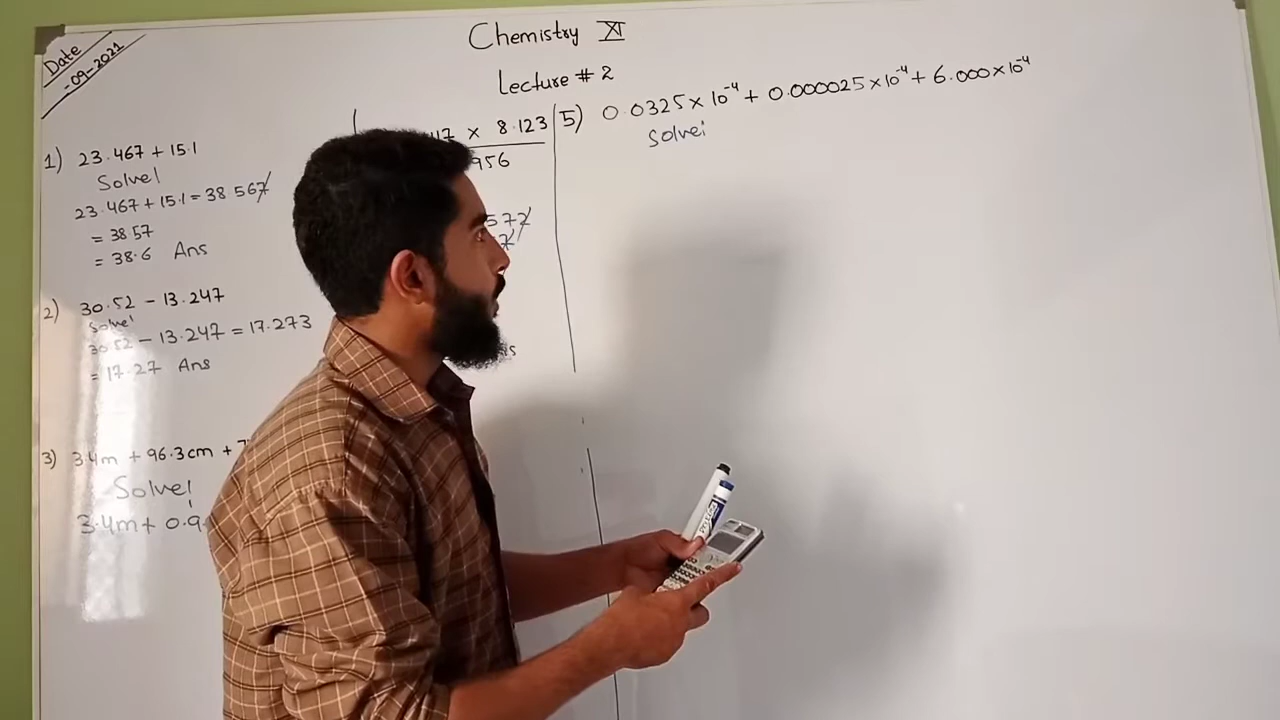 Date
-09-2021
Chemistry XI
Lecture # 2
1) 23.467 + 15.1
Solve!
23.467 + 15.1 = 38 567
= 38 57
= 38.6 Ans
2) 30.52 - 13.247
Solve!
30.52 - 13.247 = 17.273
= 17.27 Ans
3) 3.4m + 96.3cm +
Solve!
3.4m + 0.9
47 × 8.123
956
577
7
5) 0.0325 × 10⁻⁴ + 0.000025 × 10⁻⁴ + 6.000 × 10⁻⁴
Solve!